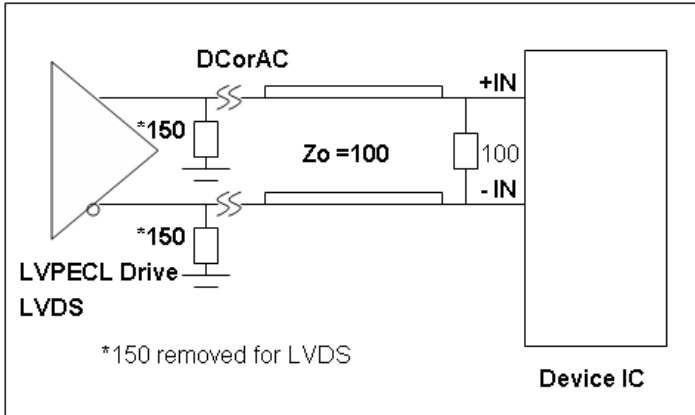 DCorAC
+IN
*150
Zo =100
100
-IN
*150
LVPECL Drive
LVDS
*150 removed for LVDS
Device IC